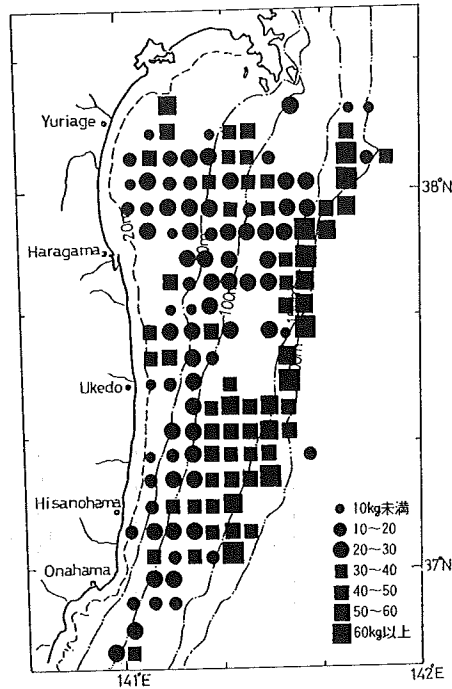 Yuriage
38°N
20m
Haragama
100m
Ukedo
Hisanohama
Onahama
10kg未満
10〜20
20〜30
30〜40
40〜50
50〜60
60kg以上
37°N
141°E
142°E